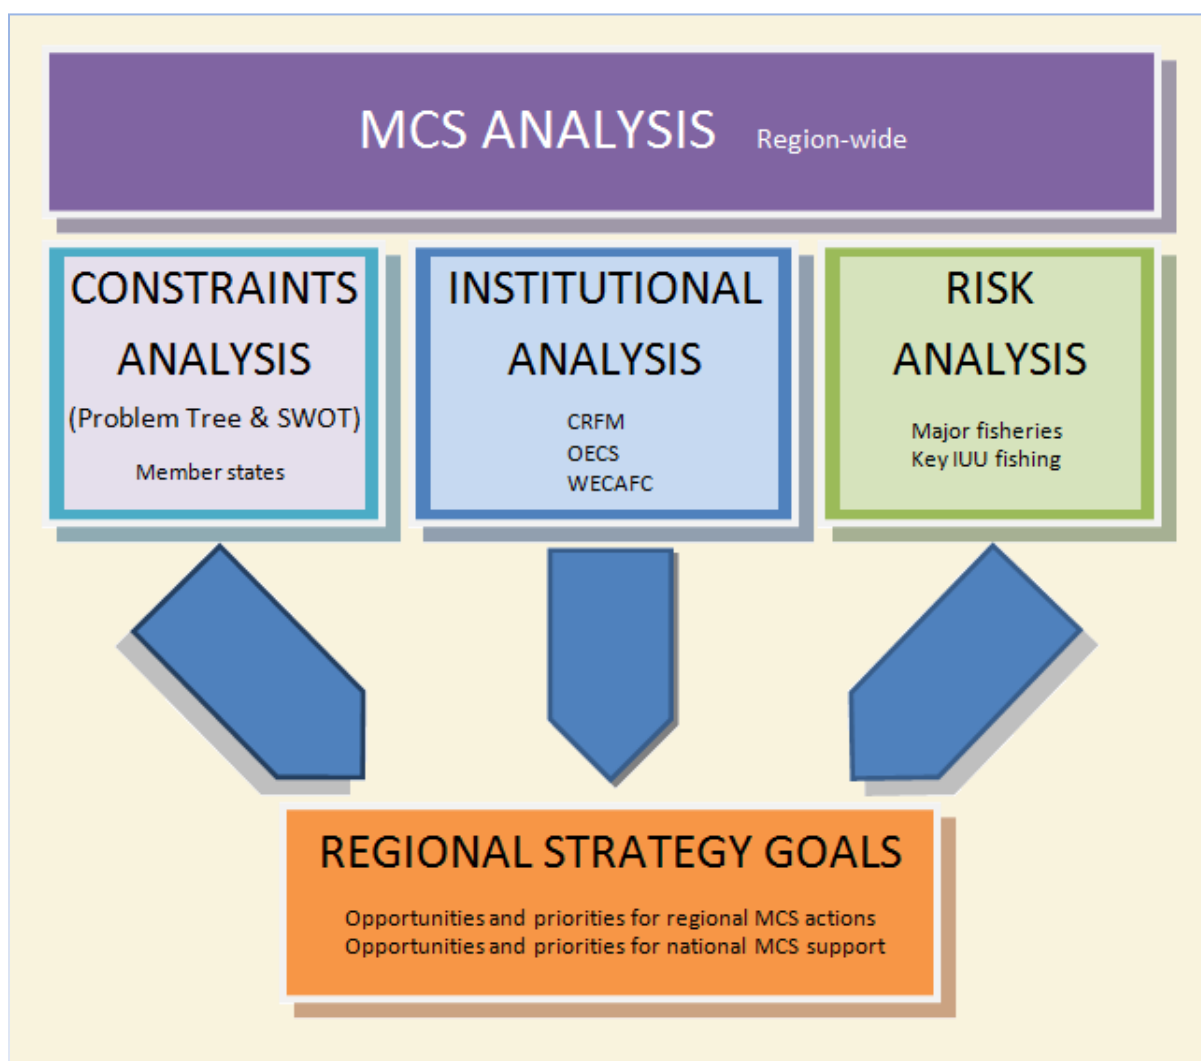 MCS ANALYSIS Region-wide
CONSTRAINTS
ANALYSIS
(Problem Tree & SWOT)
Member states
INSTITUTIONAL
ANALYSIS
CRFM
OECS
WECAFC
RISK
ANALYSIS
Major fisheries
Key IUU fishing
REGIONAL STRATEGY GOALS
Opportunities and priorities for regional MCS actions
Opportunities and priorities for national MCS support